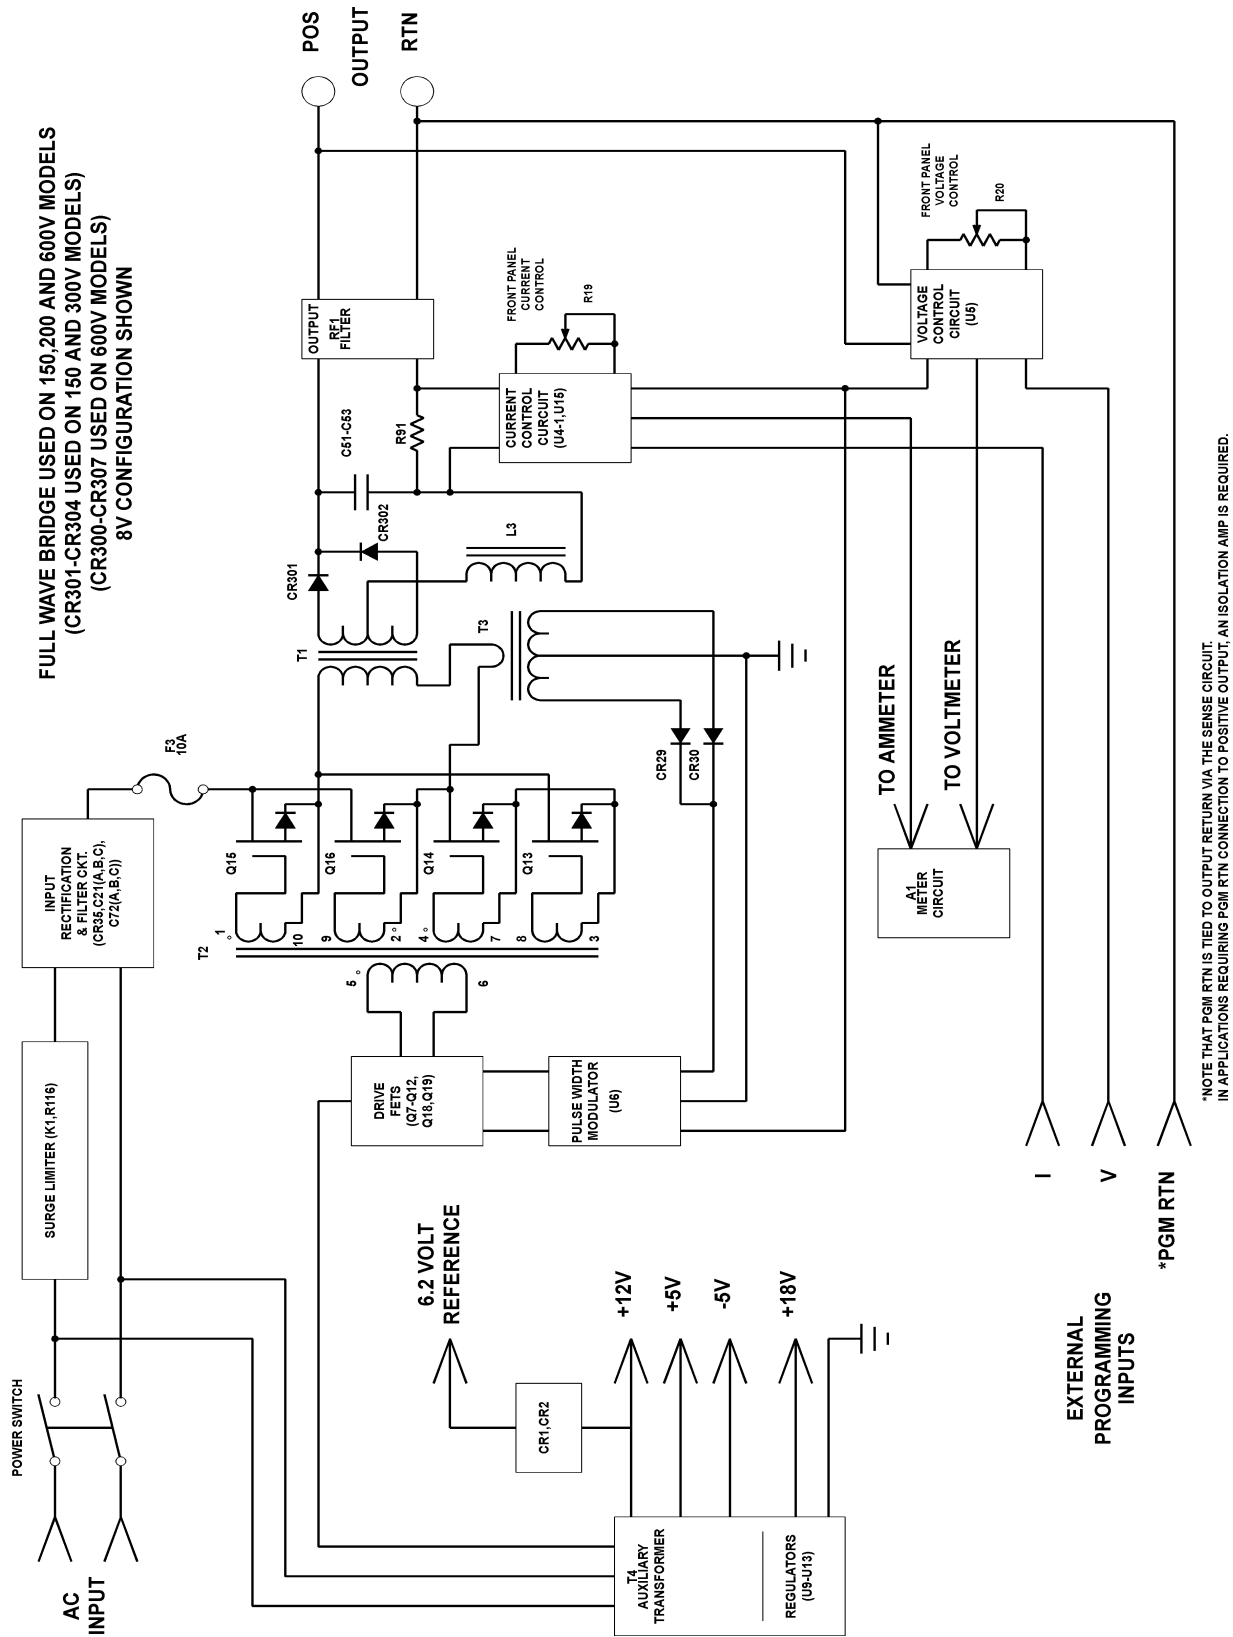 FULL WAVE BRIDGE USED ON 150,200 AND 600V MODELS
(CR301-CR304 USED ON 150 AND 300V MODELS)
(CR300-CR307 USED ON 600V MODELS)
8V CONFIGURATION SHOWN
POWER SWITCH
AC
INPUT
SURGE LIMITER (K1,R116)
INPUT
RECTIFICATION
& FILTER CKT.
(CR35,C21(A,B,C),
C72(A,B,C))
F3
10A
T2
1
10
9
2
4
7
8
3
5
6
Q15
Q16
Q14
Q13
T1
CR301
CR302
C51-C53
R91
L3
T3
CR29
CR30
OUTPUT
RF1
FILTER
POS
OUTPUT
RTN
CURRENT
CONTROL
CURCUIT
(U4-1,U15)
FRONT PANEL
CURRENT
CONTROL
R19
VOLTAGE
CONTROL
CIRCUIT
(U5)
FRONT PANEL
VOLTAGE
CONTROL
R20
DRIVE
FETS
(Q7-Q12,
Q18,Q19)
PULSE WIDTH
MODULATOR
(U6)
A1
METER
CIRCUIT
TO AMMETER
TO VOLTMETER
T4
AUXILIARY
TRANSFORMER
REGULATORS
(U9-U13)
CR1,CR2
6.2 VOLT
REFERENCE
+12V
+5V
-5V
+18V
EXTERNAL
PROGRAMMING
INPUTS
I
V
*PGM RTN
*NOTE THAT PGM RTN IS TIED TO OUTPUT RETURN VIA THE SENSE CIRCUIT.
IN APPLICATIONS REQUIRING PGM RTN CONNECTION TO POSITIVE OUTPUT, AN ISOLATION AMP IS REQUIRED.